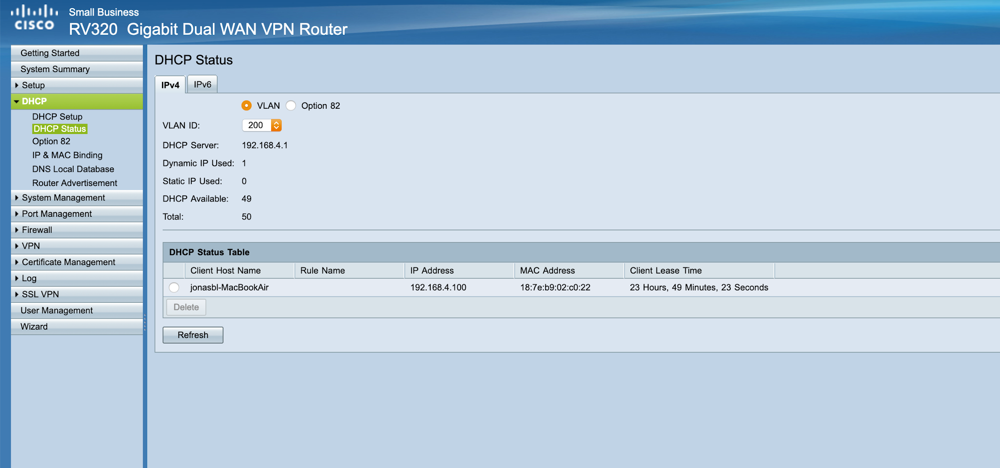 Small Business
CISCO
RV320 Gigabit Dual WAN VPN Router
Getting Started
System Summary
Setup
DHCP
DHCP Setup
DHCP Status
Option 82
IP & MAC Binding
DNS Local Database
Router Advertisement
System Management
Port Management
Firewall
VPN
Certificate Management
Log
SSL VPN
User Management
Wizard
DHCP Status
IPv4 IPv6
VLAN Option 82
VLAN ID: 200
DHCP Server: 192.168.4.1
Dynamic IP Used: 1
Static IP Used: 0
DHCP Available: 49
Total: 50
DHCP Status Table
Client Host Name Rule Name IP Address MAC Address Client Lease Time
jonasbl-MacBookAir 192.168.4.100 18:7e:b9:02:c0:22 23 Hours, 49 Minutes, 23 Seconds
Delete
Refresh